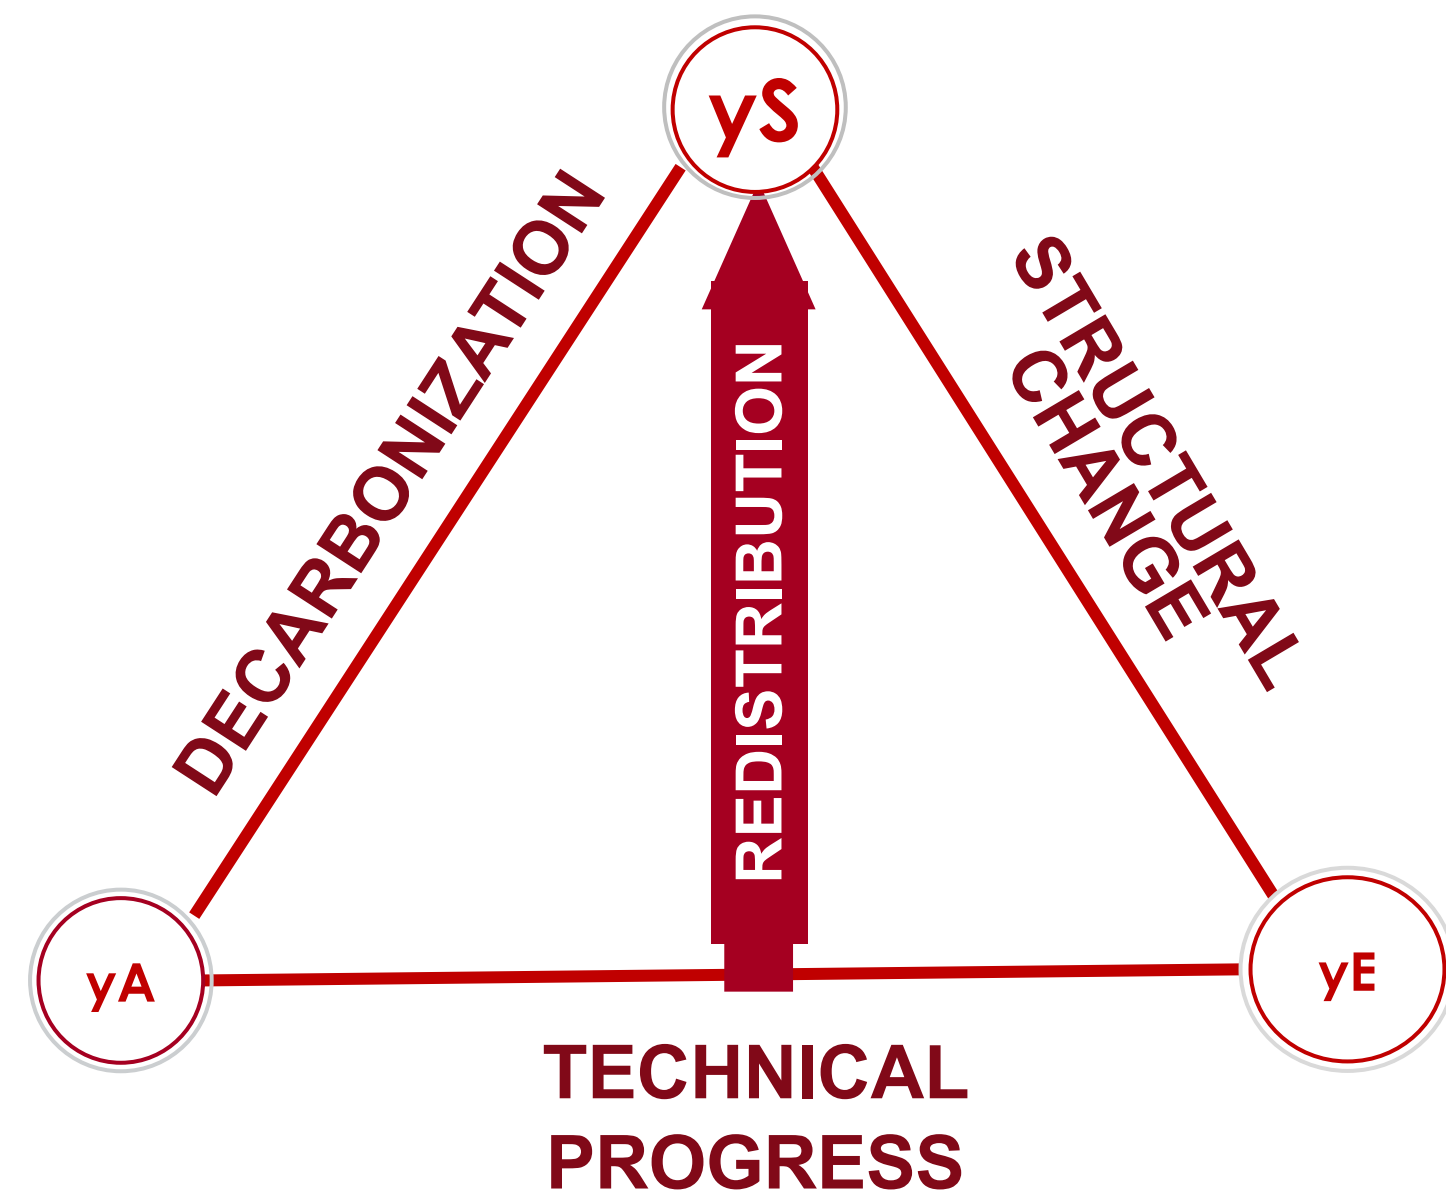 yS
DECARBONIZATION
STRUCTURAL
CHANGE
REDISTRIBUTION
yA
yE
TECHNICAL
PROGRESS